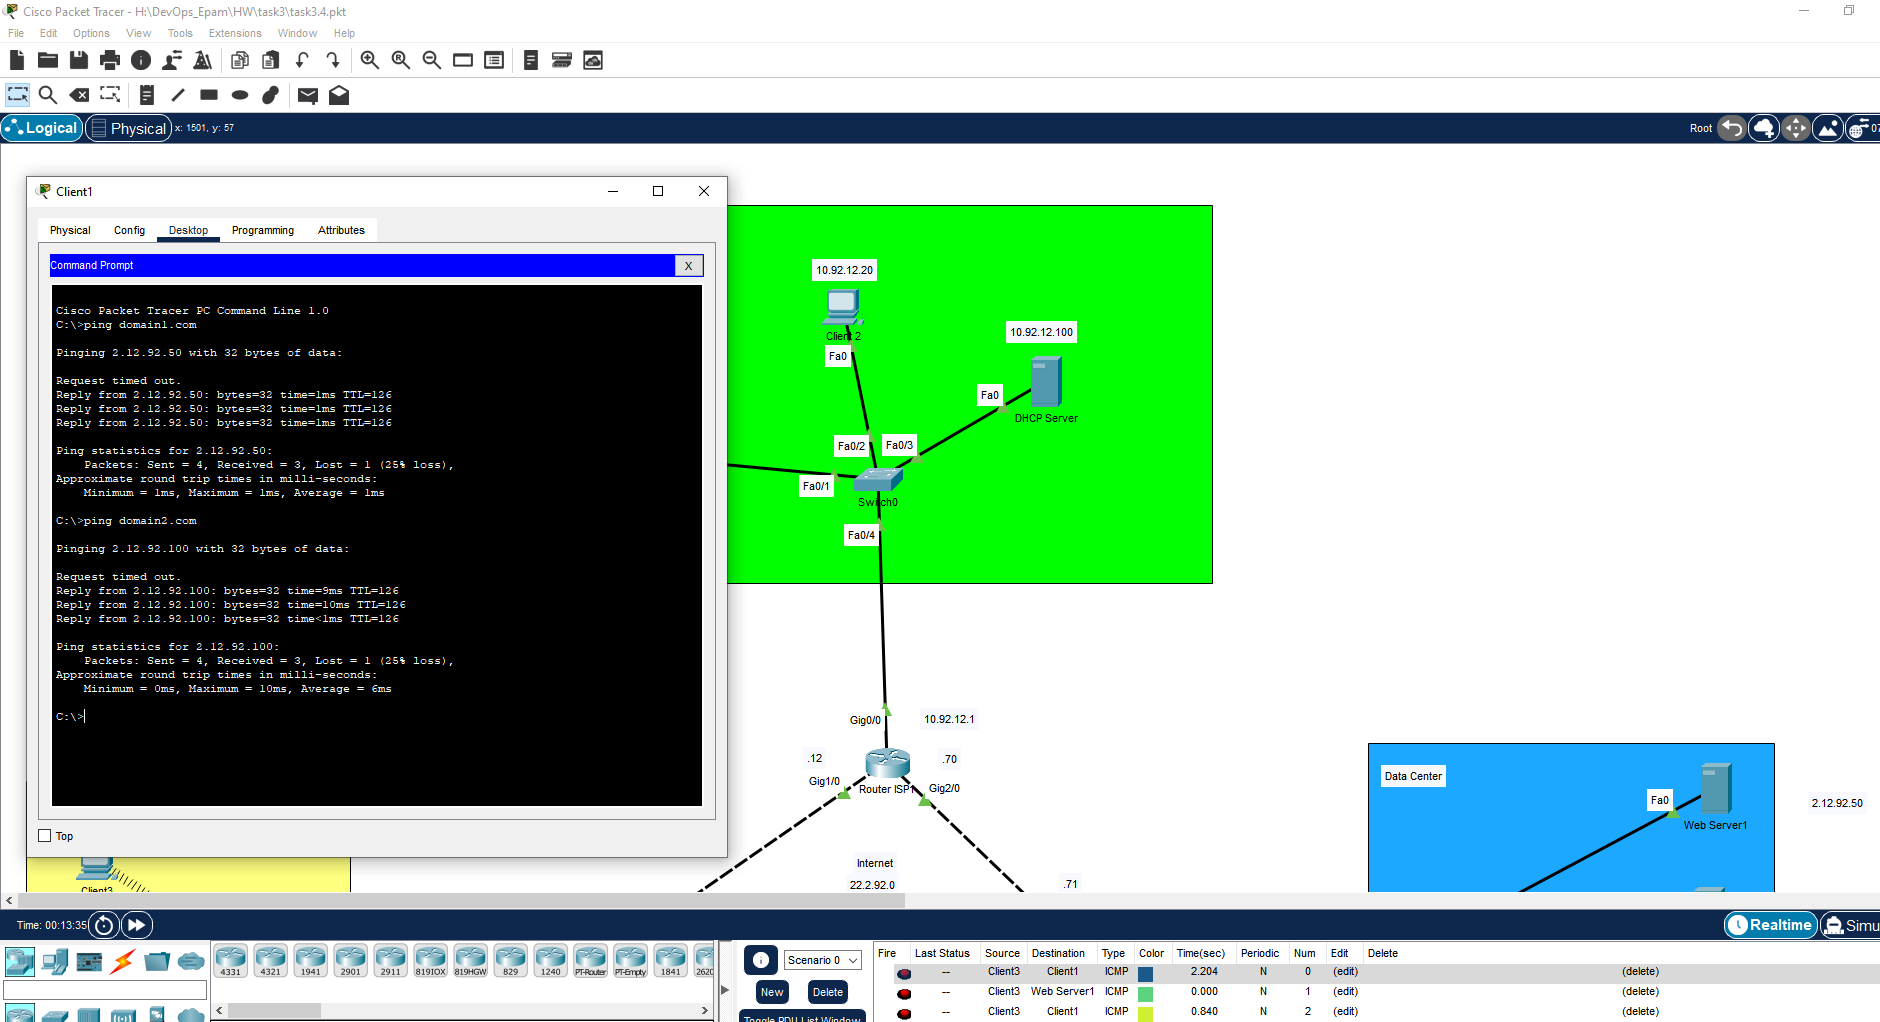 Cisco Packet Tracer - H:\DevOps_Epam\HW\task3\task3.4.pkt
File Edit Options View Tools Extensions Window Help
Logical Physical x: 1501, y: 57 Root 07
Client1
Physical Config Desktop Programming Attributes
Command Prompt X
Cisco Packet Tracer PC Command Line 1.0
C:\>ping domain1.com
Pinging 2.12.92.50 with 32 bytes of data:
Request timed out.
Reply from 2.12.92.50: bytes=32 time=1ms TTL=126
Reply from 2.12.92.50: bytes=32 time=1ms TTL=126
Reply from 2.12.92.50: bytes=32 time=1ms TTL=126
Ping statistics for 2.12.92.50:
Packets: Sent = 4, Received = 3, Lost = 1 (25% loss),
Approximate round trip times in milli-seconds:
Minimum = 1ms, Maximum = 1ms, Average = 1ms
C:\>ping domain2.com
Pinging 2.12.92.100 with 32 bytes of data:
Request timed out.
Reply from 2.12.92.100: bytes=32 time=9ms TTL=126
Reply from 2.12.92.100: bytes=32 time=10ms TTL=126
Reply from 2.12.92.100: bytes=32 time<1ms TTL=126
Ping statistics for 2.12.92.100:
Packets: Sent = 4, Received = 3, Lost = 1 (25% loss),
Approximate round trip times in milli-seconds:
Minimum = 0ms, Maximum = 10ms, Average = 6ms
C:\>
Top
10.92.12.20
Client 2
Fa0
10.92.12.100
Fa0
DHCP Server
Fa0/2 Fa0/3
Fa0/1
Switch0
Fa0/4
Gig0/0 10.92.12.1
.12 .70
Gig1/0 Router ISP1 Gig2/0
Internet
22.2.92.0
.71
Data Center
Fa0
Web Server1
2.12.92.50
Client3
Time: 00:13:35 Realtime Simu
4331 4321 1941 2901 2911 819IOX 819HGW 829 1240 PT-Router PT-Empty 1841 2620
Scenario 0
New Delete
Toggle PDU List Window
Fire Last Status Source Destination Type Color Time(sec) Periodic Num Edit Delete
-- Client3 Client1 ICMP 2.204 N 0 (edit) (delete)
-- Client3 Web Server1 ICMP 0.000 N 1 (edit) (delete)
-- Client3 Client1 ICMP 0.840 N 2 (edit) (delete)